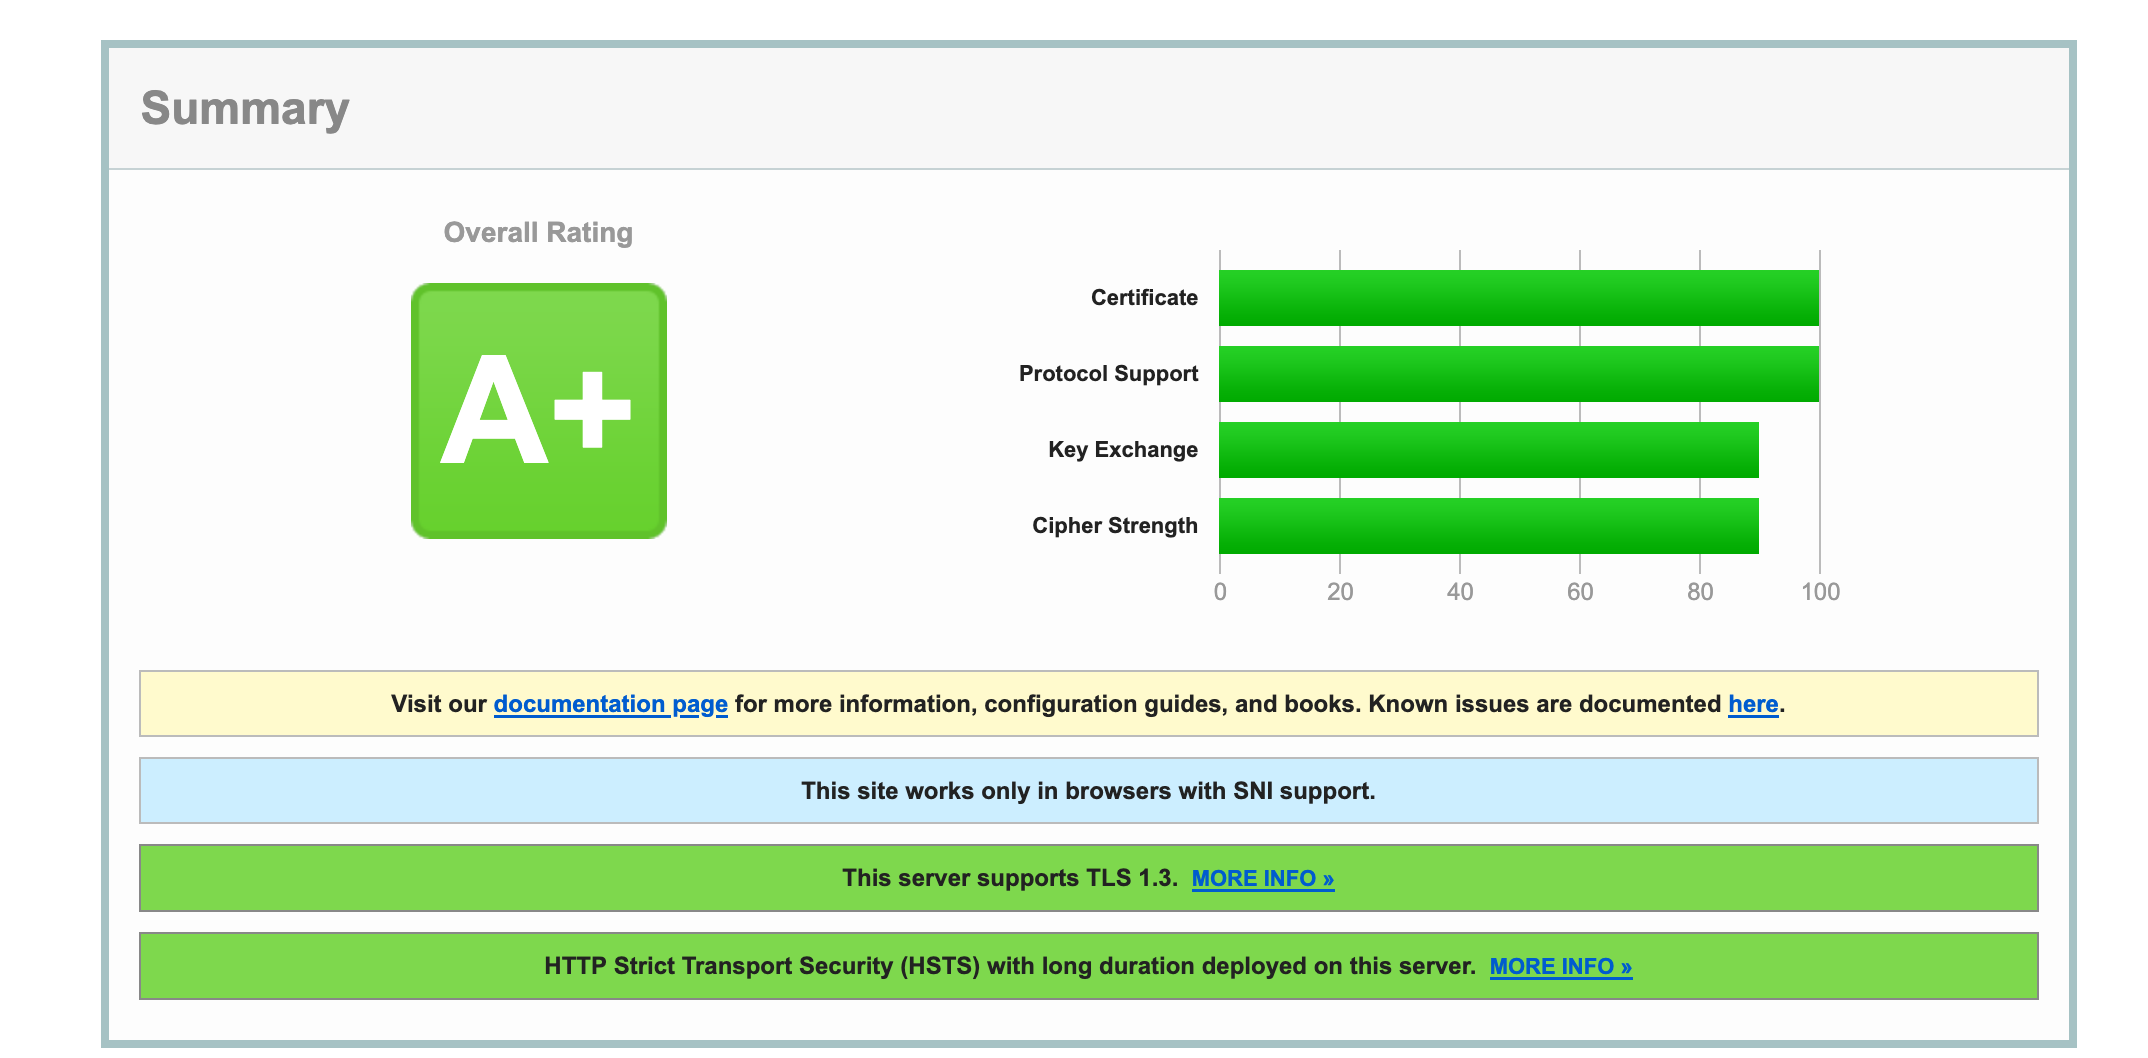 Summary
Overall Rating
A+
Certificate
Protocol Support
Key Exchange
Cipher Strength
0 20 40 60 80 100
Visit our documentation page for more information, configuration guides, and books. Known issues are documented here.
This site works only in browsers with SNI support.
This server supports TLS 1.3. MORE INFO »
HTTP Strict Transport Security (HSTS) with long duration deployed on this server. MORE INFO »